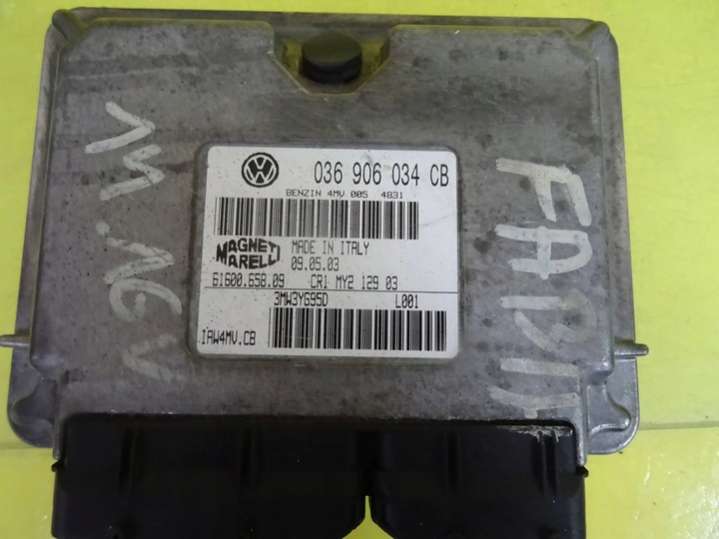 036 906 034 CB
BENZIN 4MV 005 4831
MAGNETI
MARELLI
MADE IN ITALY
09.05.03
61600.658.09 CR1 MY2 129 03
3MW3Y695D L001
IAW4MV.CB